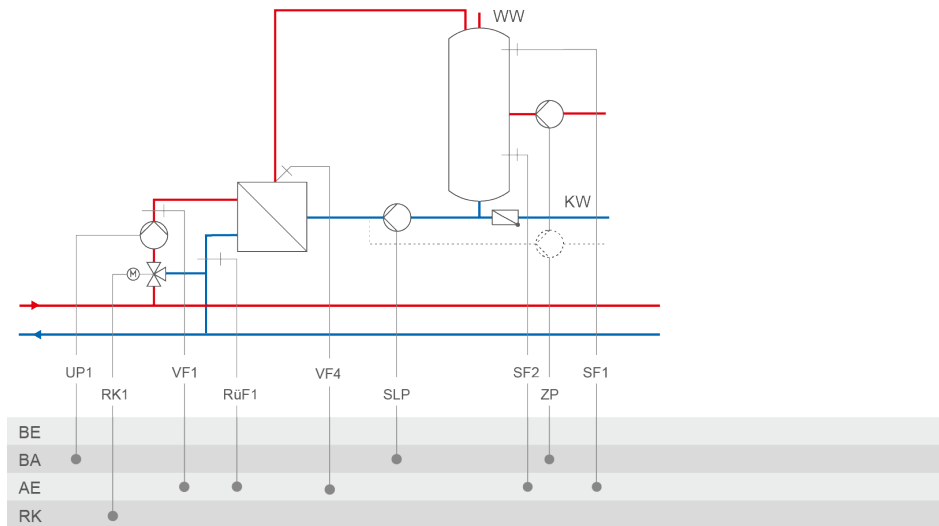 WW
KW
M
UP1 VF1 VF4 SF2 SF1
RK1 RüF1 SLP ZP
BE
BA
AE
RK